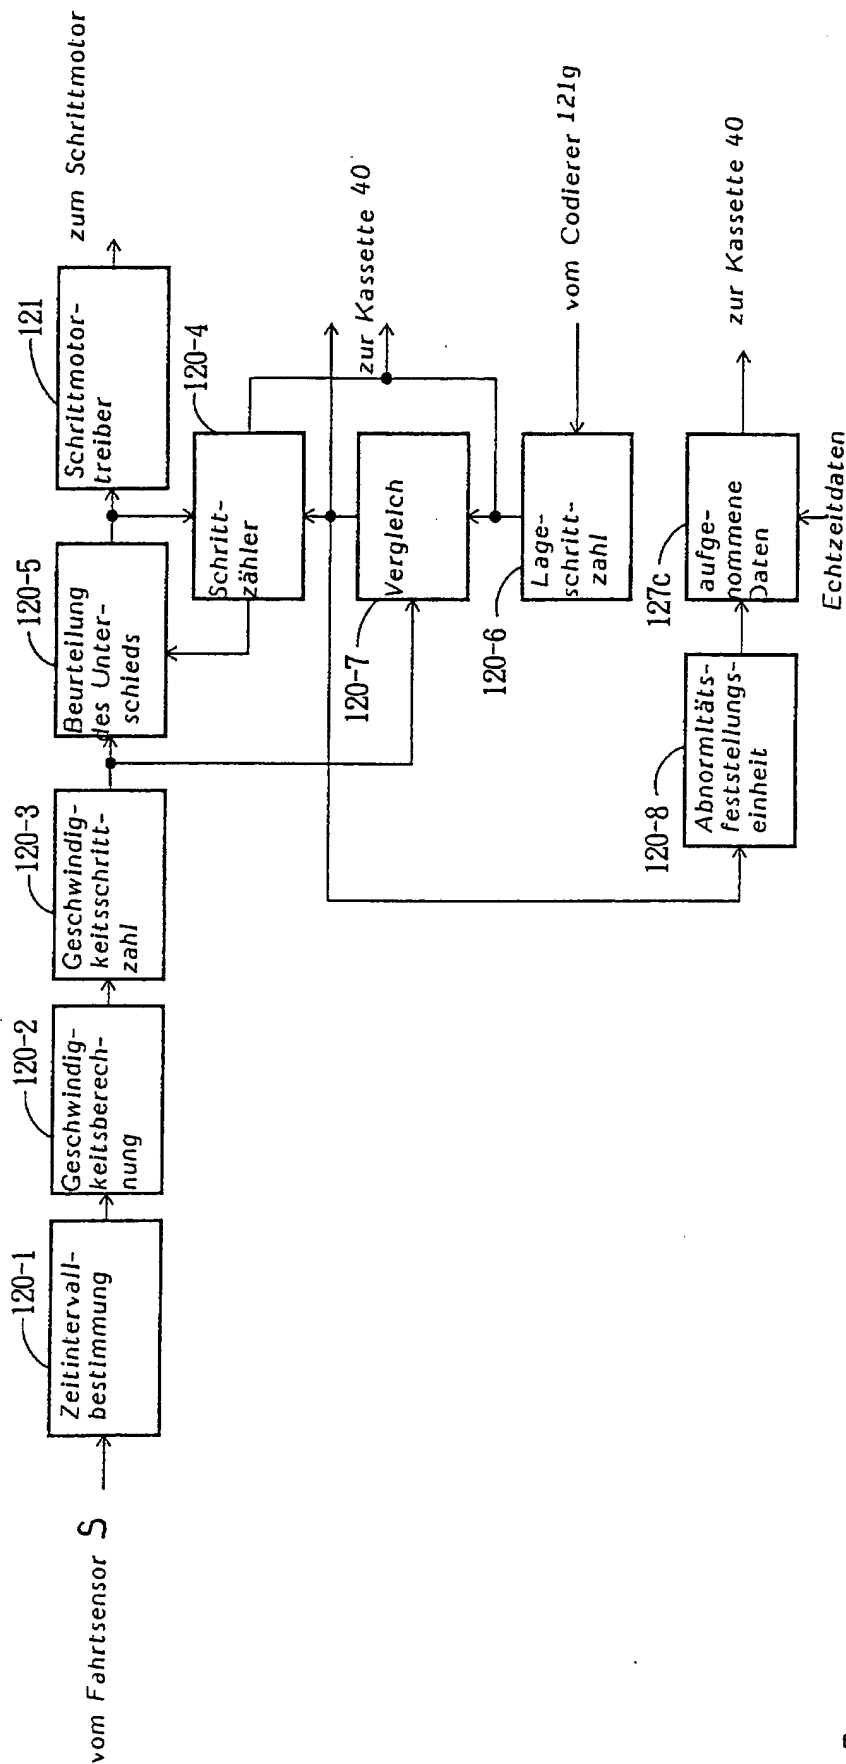 vom Fahrtsensor S
120-1
Zeitintervall-
bestimmung
120-2
Geschwindig-
keitsberech-
nung
120-3
Geschwindig-
keitsschritt-
zahl
120-5
Beurteilung
des Unter-
schieds
121
Schrittmotor-
treiber
zum Schrittmotor
120-4
Schritt-
zähler
zur Kassette 40
120-7
Vergleich
120-6
Lage-
schritt-
zahl
vom Codierer 121g
120-8
Abnormitäts-
feststellungs-
einheit
127c
aufge-
nommene
Daten
zur Kassette 40
Echtzeitdaten